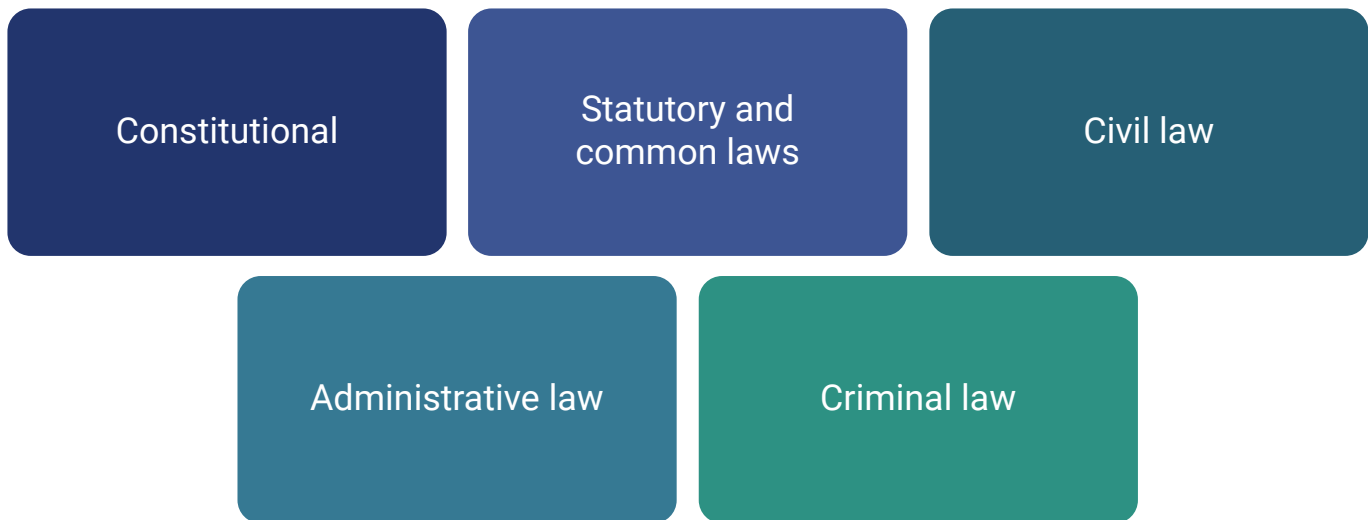 Constitutional
Statutory and
common laws
Civil law
Administrative law
Criminal law